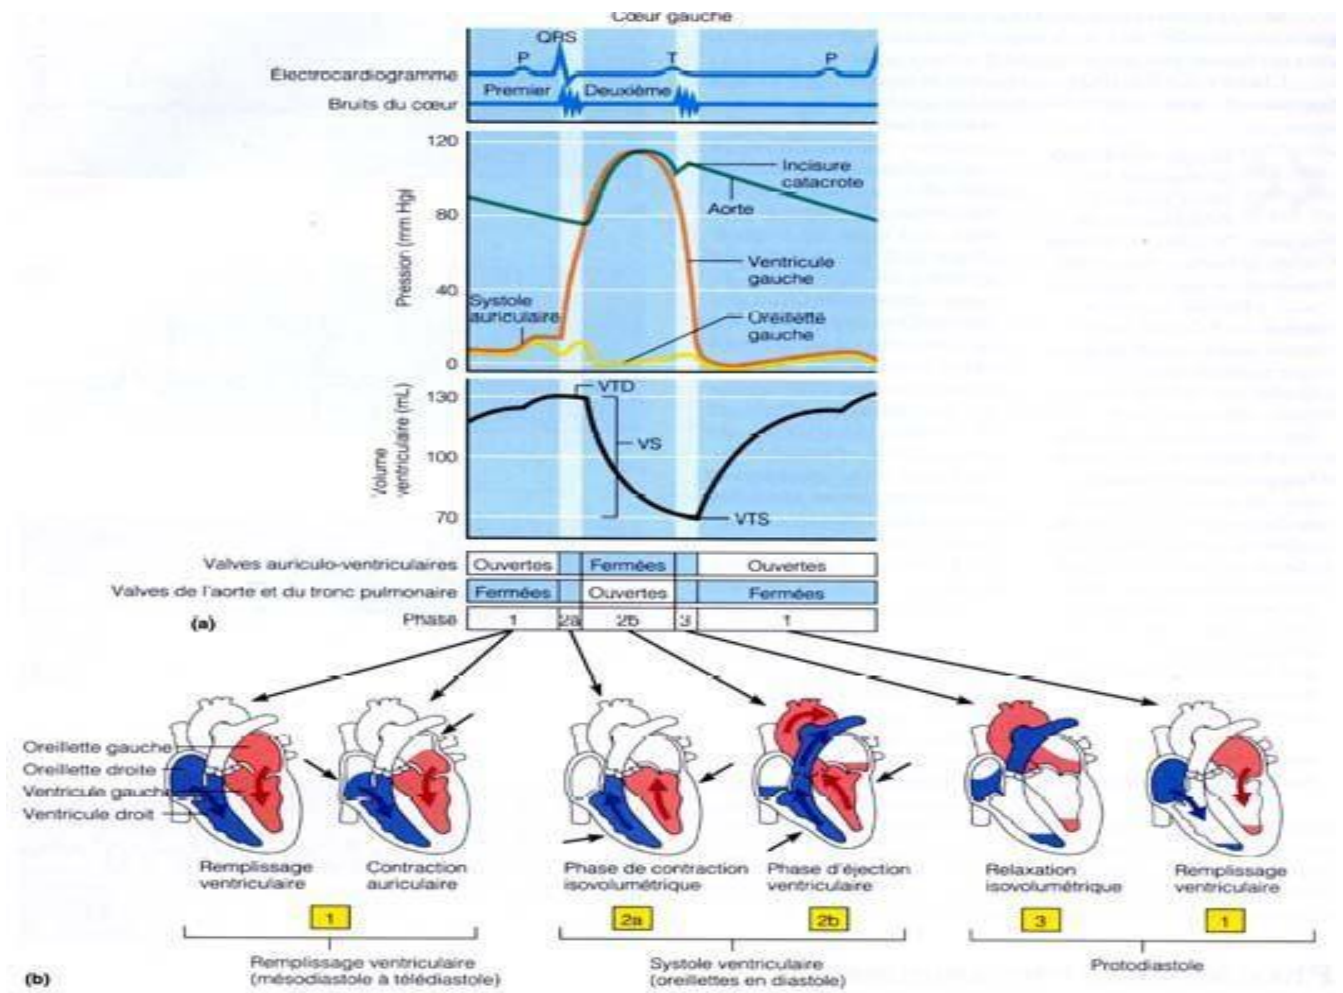 Cœur gauche
QRS
P
T
P
Électrocardiogramme
Premier
Deuxième
Bruits du cœur
120
Incisure
catacrote
Aorte
80
Pression (mm Hg)
Ventricule
gauche
40
Systole
auriculaire
Oreillette
gauche
0
130
VTD
VS
Volume
ventriculaire (mL)
100
70
VTS
Valves auriculo-ventriculaires Ouvertes Fermées Ouvertes
Valves de l'aorte et du tronc pulmonaire Fermées Ouvertes Fermées
(a)
Phase 1 2a 2b 3 1
Oreillette gauche
Oreillette droite
Ventricule gauche
Ventricule droit
Remplissage
ventriculaire
Contraction
auriculaire
Phase de contraction
isovolumétrique
Phase d'éjection
ventriculaire
Relaxation
isovolumétrique
Remplissage
ventriculaire
1
2a
2b
3
1
Remplissage ventriculaire
(mésodiastole à télédiastole)
Systole ventriculaire
(oreillettes en diastole)
Protodiastole
(b)